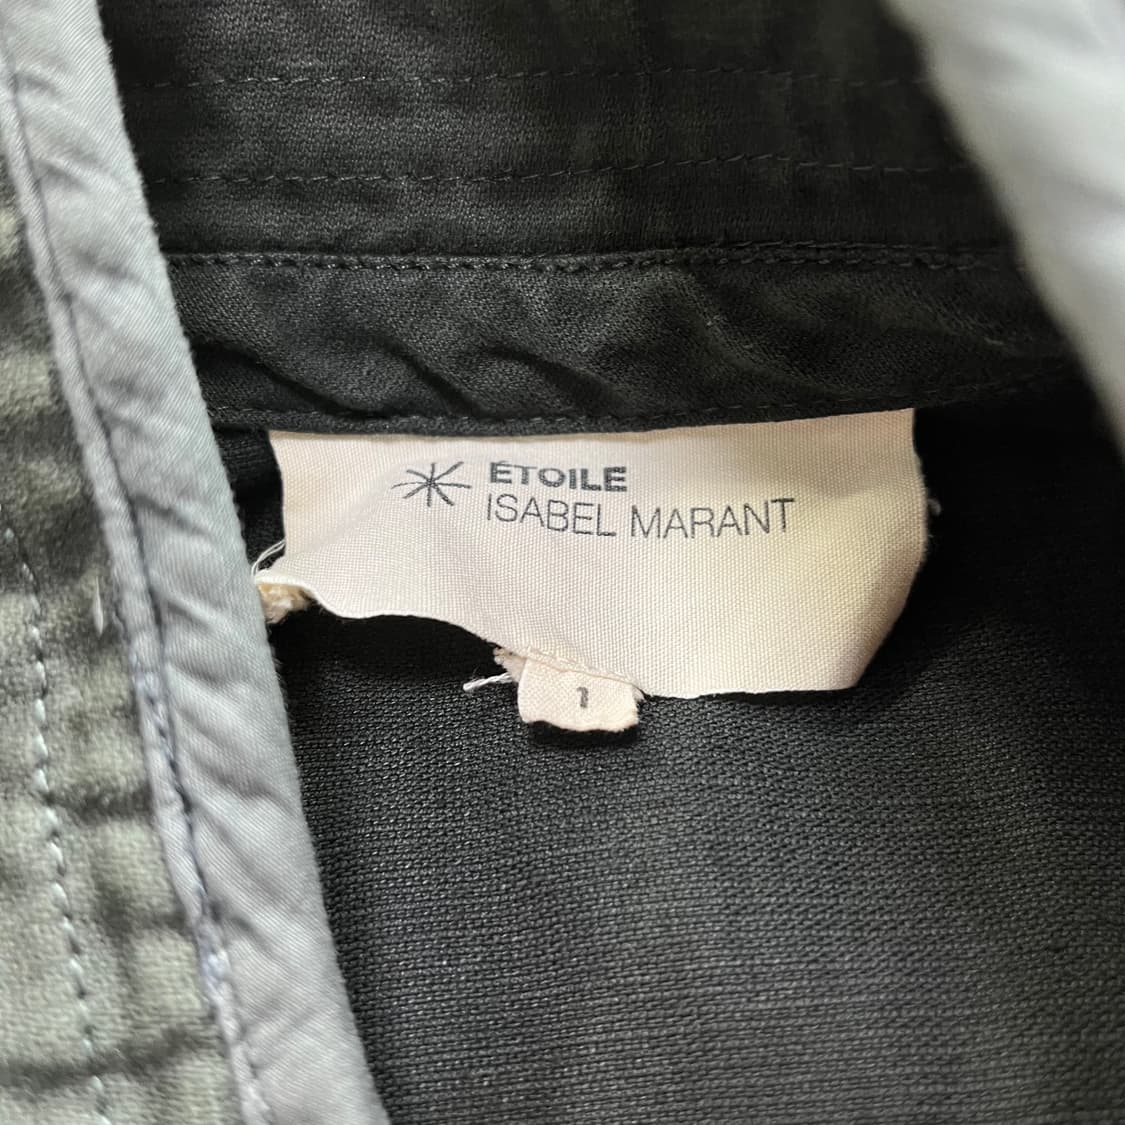 ÉTOILE
ISABEL MARANT
1